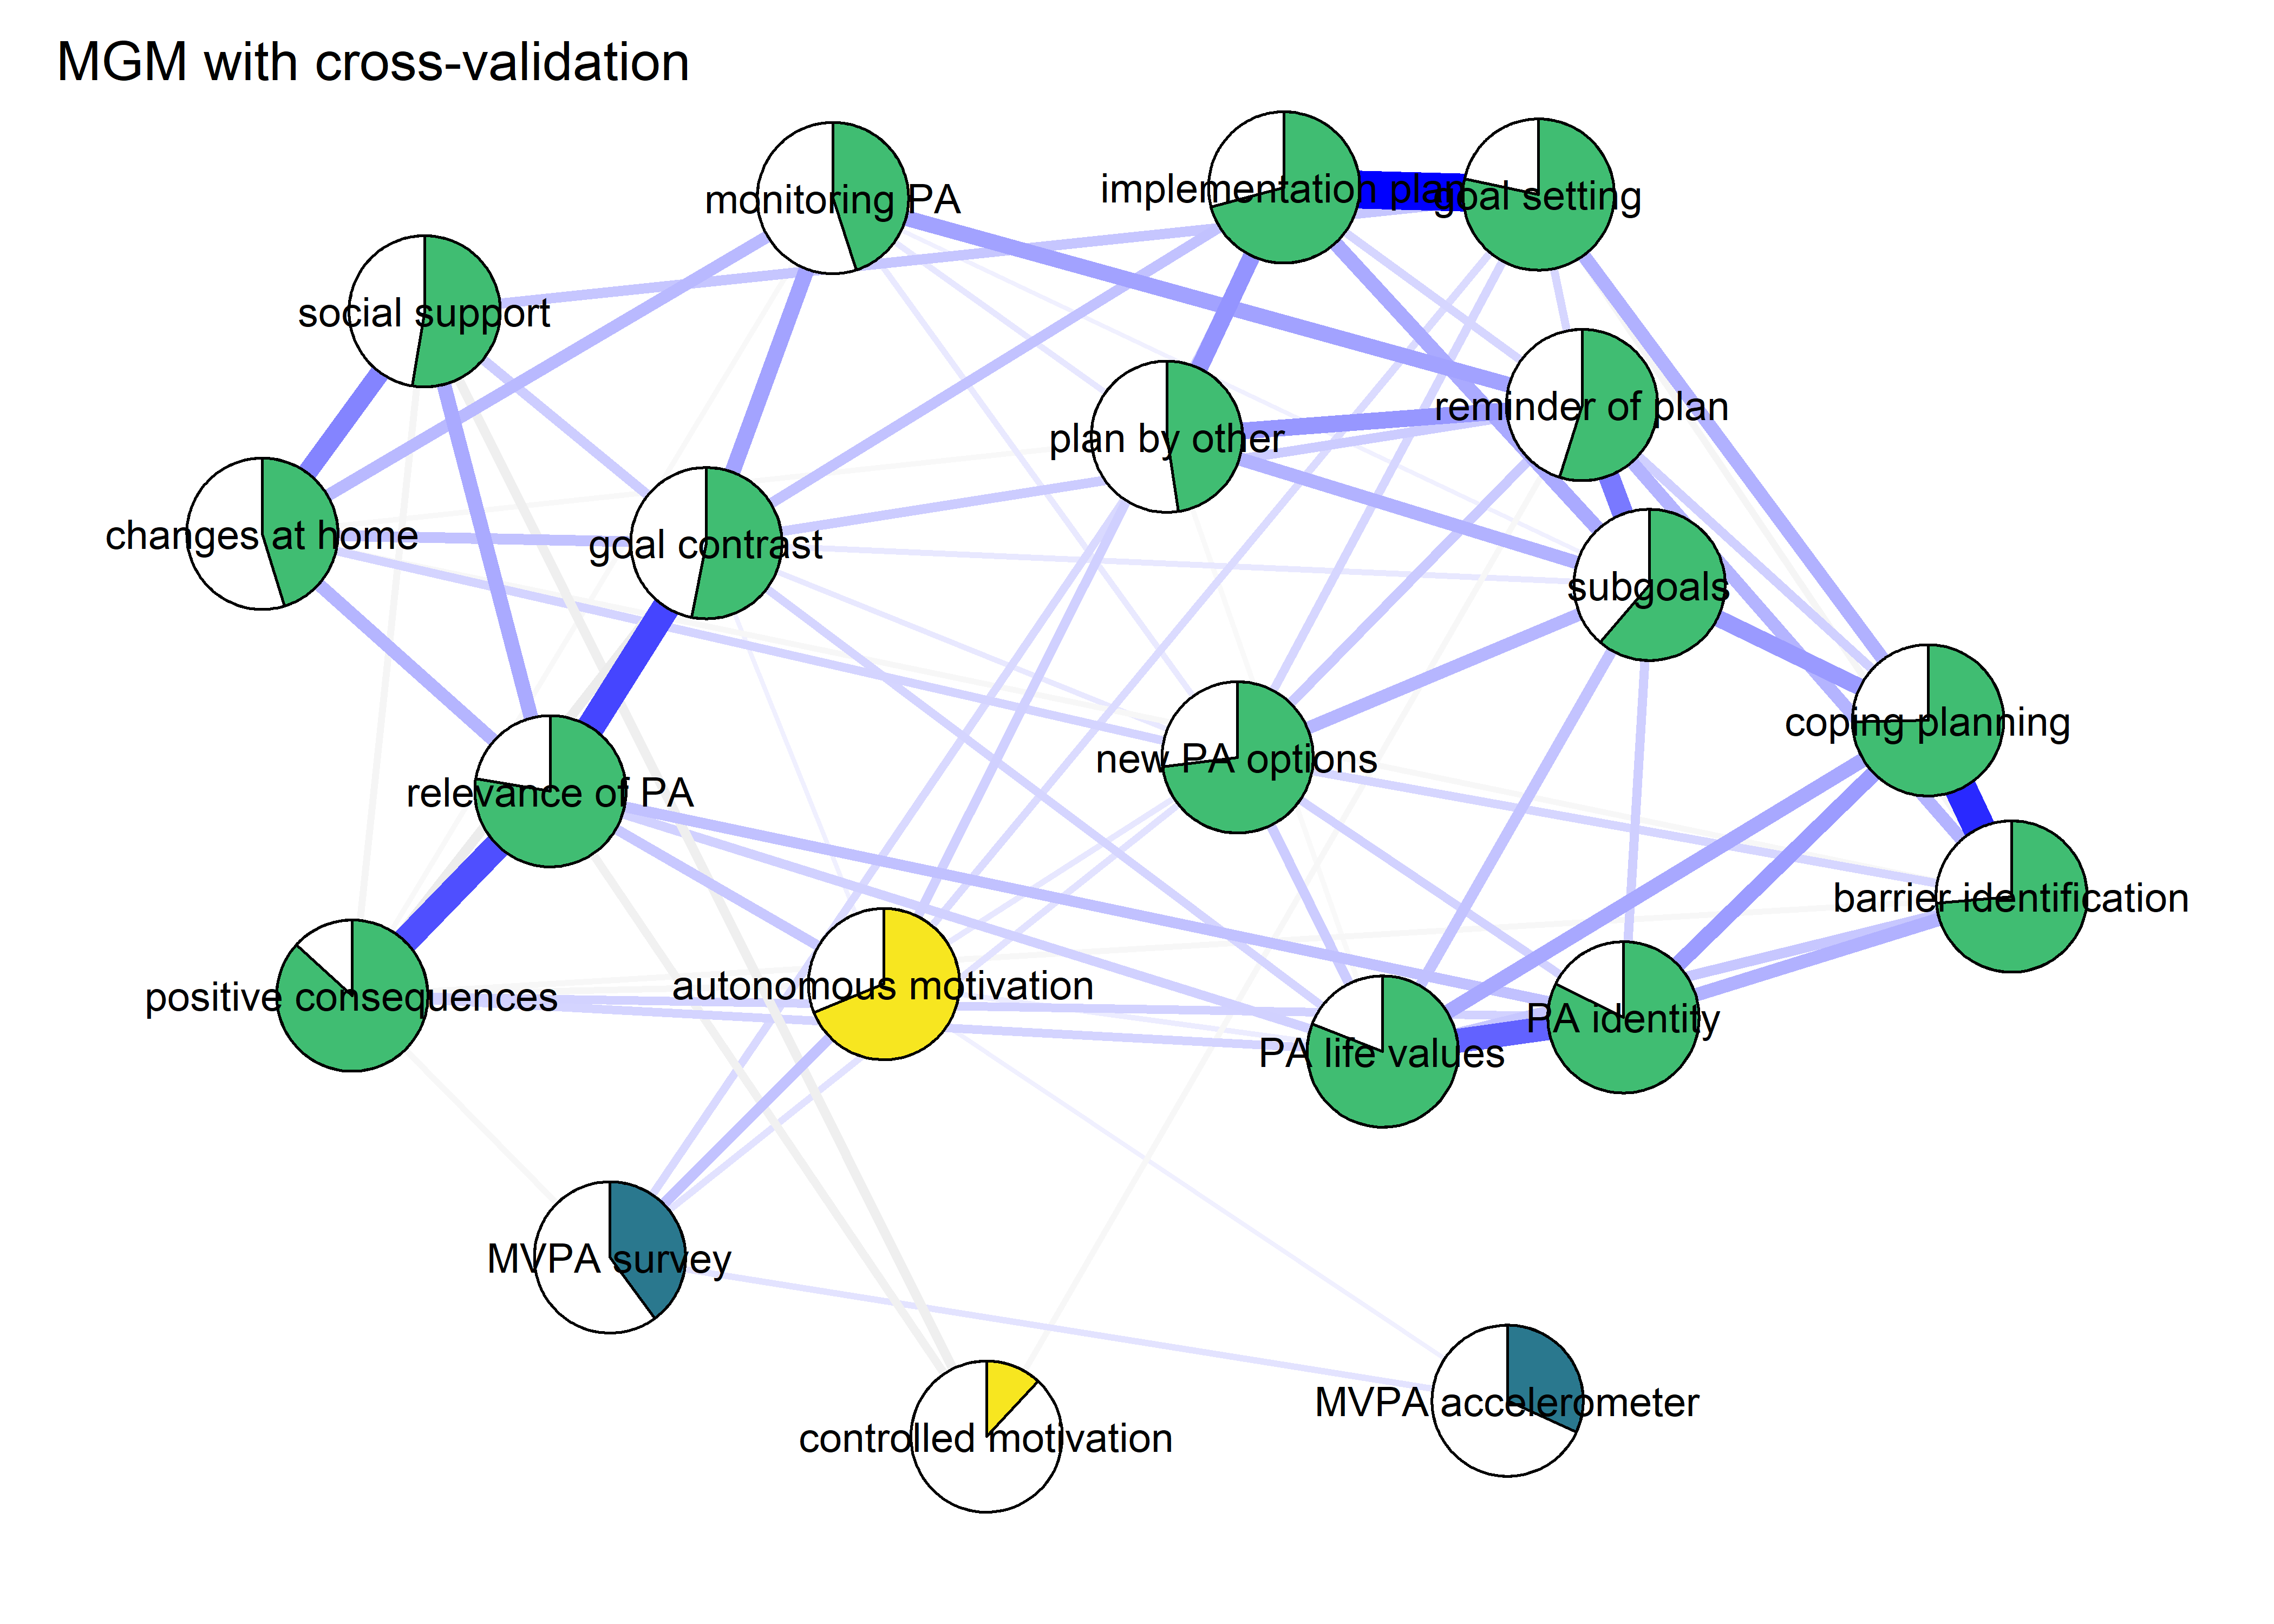 MGM with cross-validation
monitoring PA
implementation plan
goal setting
social support
reminder of plan
plan by other
changes at home
goal contrast
subgoals
coping planning
new PA options
relevance of PA
barrier identification
autonomous motivation
positive consequences
PA identity
PA life values
MVPA survey
MVPA accelerometer
controlled motivation